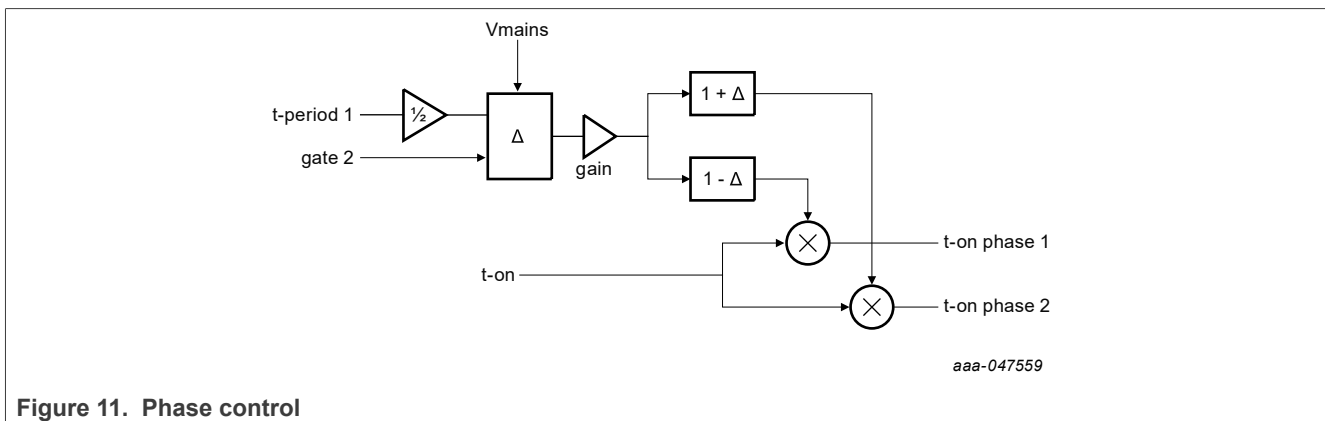 Vmains
t-period 1
½
gate 2
Δ
gain
1 + Δ
1 - Δ
t-on
t-on phase 1
t-on phase 2
aaa-047559
Figure 11. Phase control